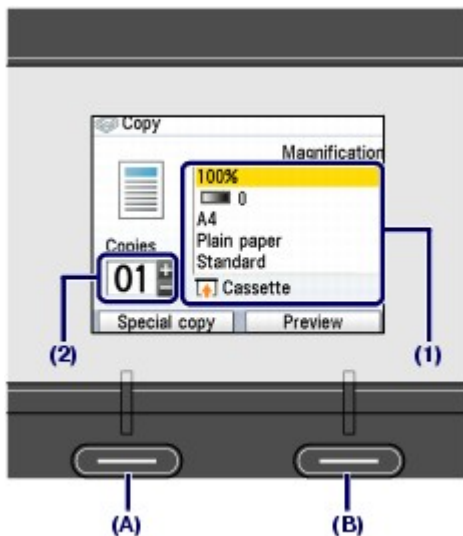 Copy
Magnification
100%
0
A4
Plain paper
Standard
Copies
01
Cassette
Special copy
Preview
(2)
(1)
(A)
(B)